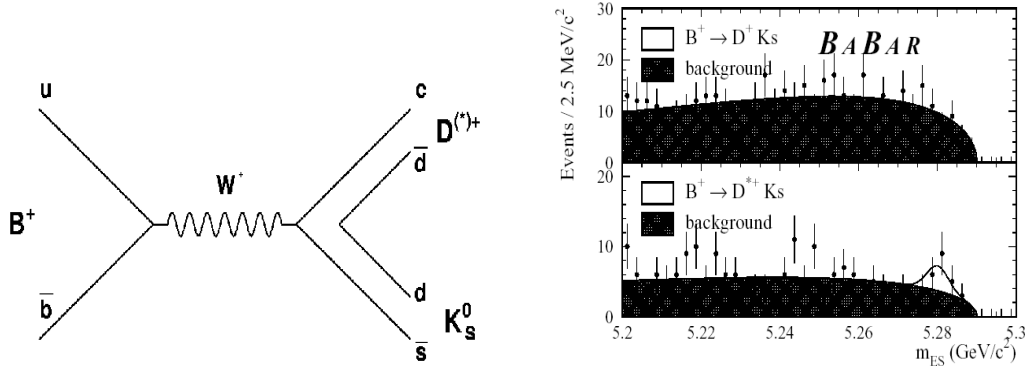 u
c
D(*)+
d̅
W+
B+
d
b̅
K0s
s̅
30
B+ → D+ Ks
BABAR
background
20
10
0
Events / 2.5 MeV/c2
20
B+ → D*+ Ks
background
10
0
5.2 5.22 5.24 5.26 5.28 5.3
mES (GeV/c2)